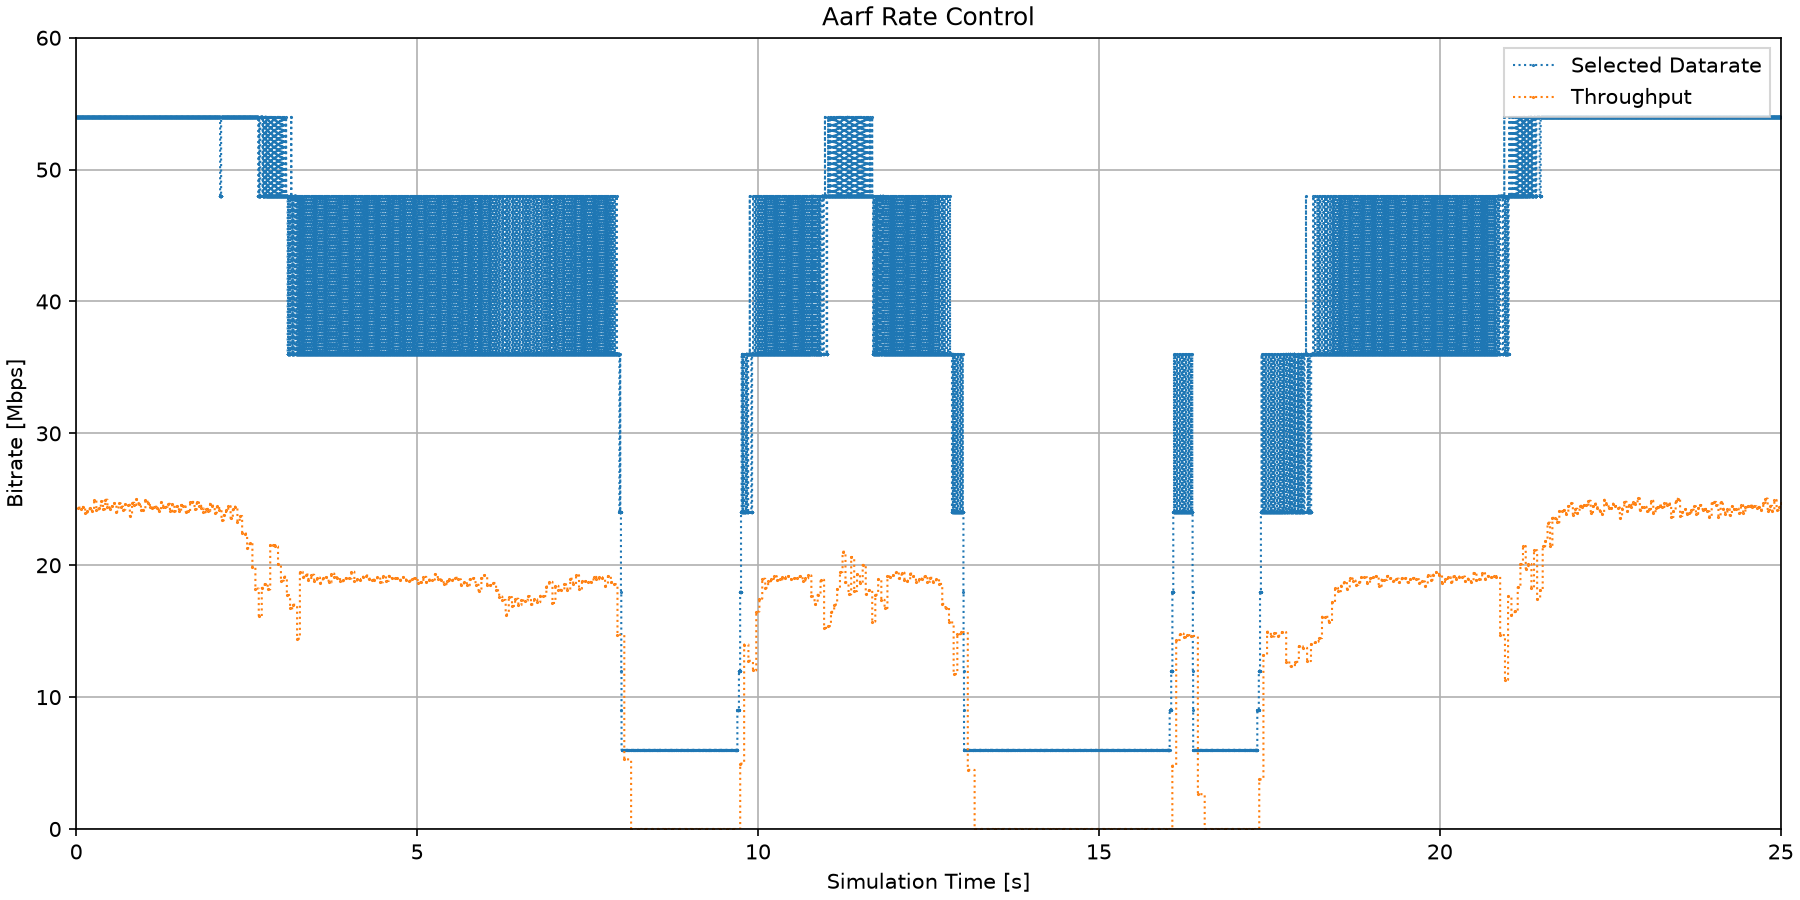 Aarf Rate Control
60
50
40
30
20
10
0
Bitrate [Mbps]
Selected Datarate
Throughput
0 5 10 15 20 25
Simulation Time [s]